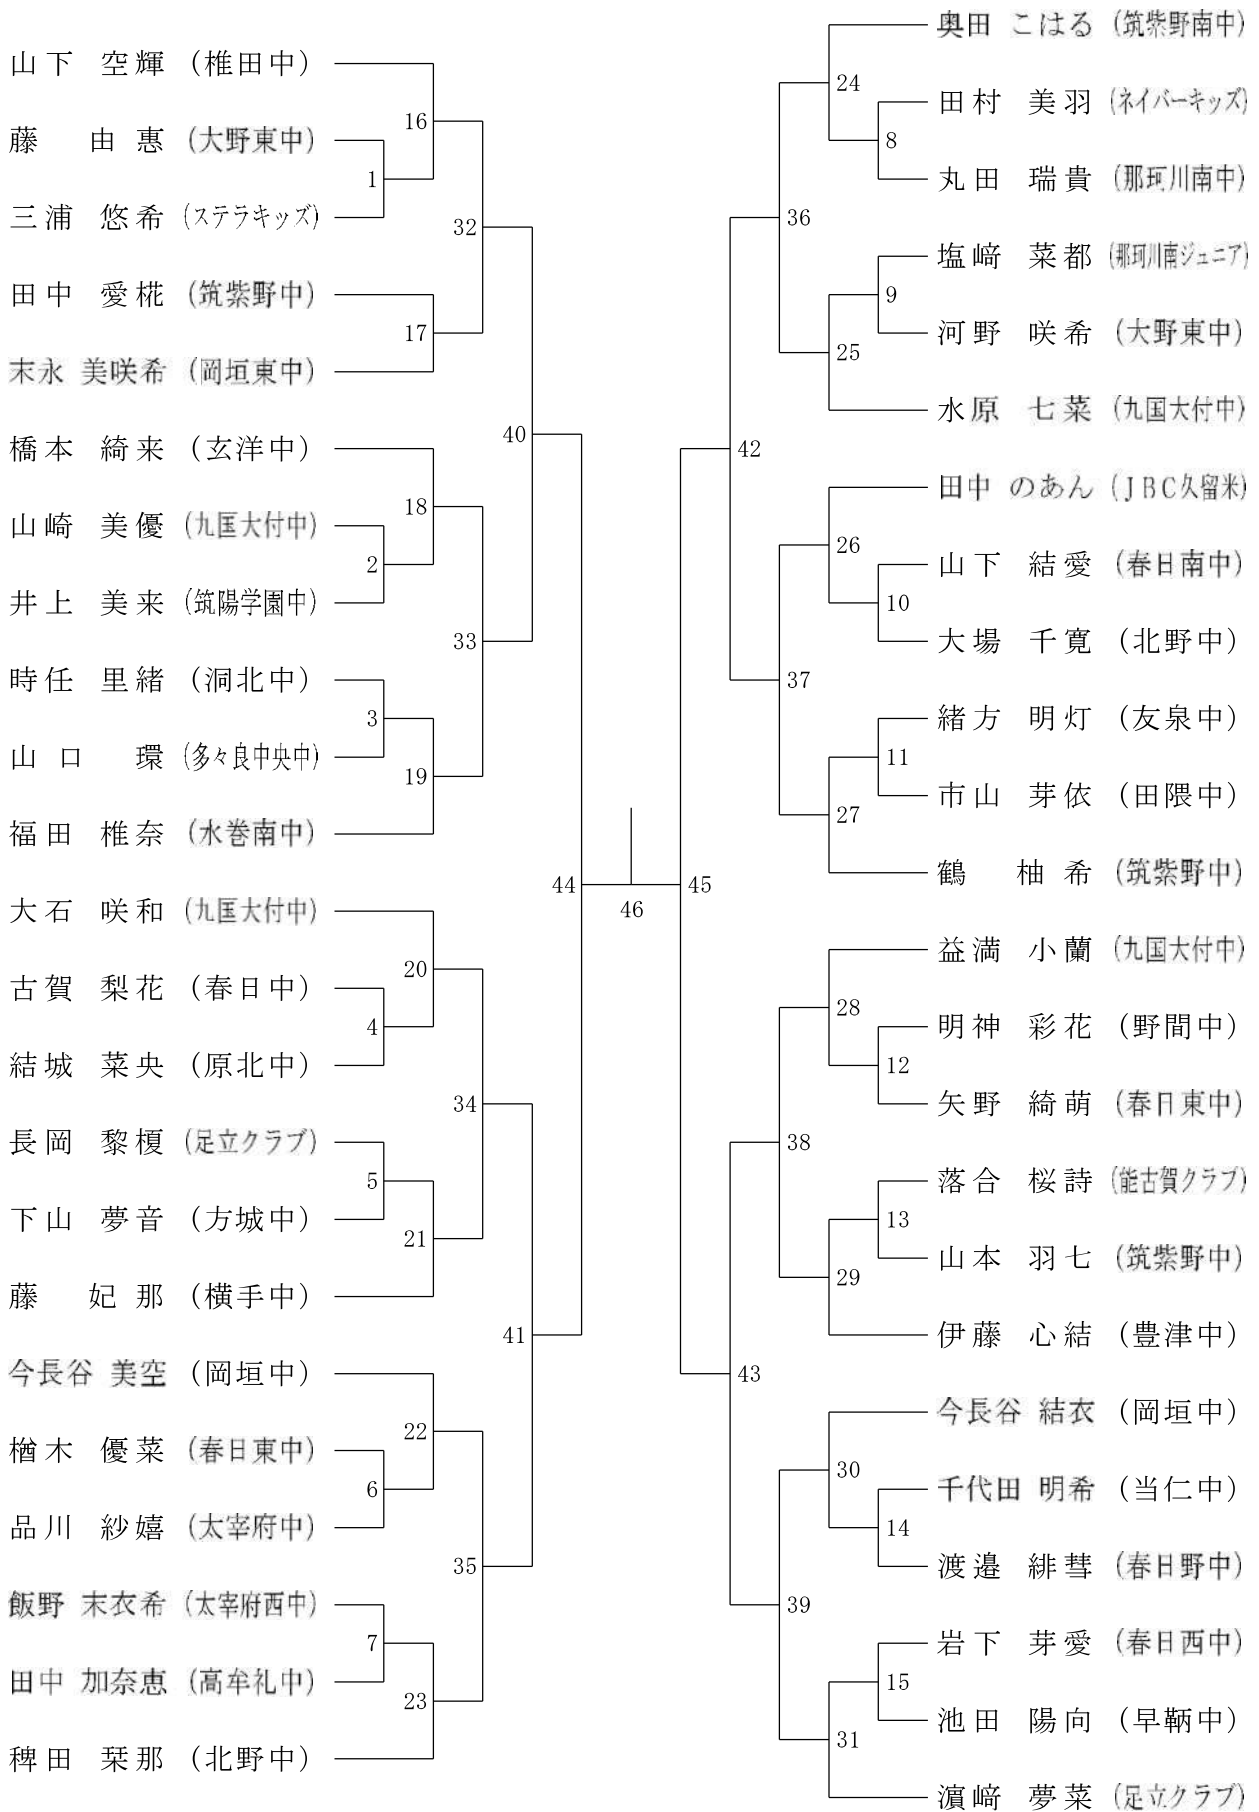 山下 空輝 (椎田中)
藤 由惠 (大野東中)
三浦 悠希 (ステラキッズ)
田中 愛椛 (筑紫野中)
末永 美咲希 (岡垣東中)
橋本 綺来 (玄洋中)
山崎 美優 (九国大付中)
井上 美来 (筑陽学園中)
時任 里緒 (洞北中)
山口 環 (多々良中央中)
福田 椎奈 (水巻南中)
大石 咲和 (九国大付中)
古賀 梨花 (春日中)
結城 菜央 (原北中)
長岡 黎榎 (足立クラブ)
下山 夢音 (方城中)
藤 妃那 (横手中)
今長谷 美空 (岡垣中)
楢木 優菜 (春日東中)
品川 紗嬉 (太宰府中)
飯野 末衣希 (太宰府西中)
田中 加奈恵 (高牟礼中)
稗田 栞那 (北野中)
1
2
3
4
5
6
7
16
17
18
19
20
21
22
23
32
33
34
35
40
41
44
46
45
42
43
36
37
38
39
24
25
26
27
28
29
30
31
8
9
10
11
12
13
14
15
奥田 こはる (筑紫野南中)
田村 美羽 (ネイバーキッズ)
丸田 瑞貴 (那珂川南中)
塩﨑 菜都 (那珂川南ジュニア)
河野 咲希 (大野東中)
水原 七菜 (九国大付中)
田中 のあん (JBC久留米)
山下 結愛 (春日南中)
大場 千寛 (北野中)
緒方 明灯 (友泉中)
市山 芽依 (田隈中)
鶴 柚希 (筑紫野中)
益満 小蘭 (九国大付中)
明神 彩花 (野間中)
矢野 綺萌 (春日東中)
落合 桜詩 (能古賀クラブ)
山本 羽七 (筑紫野中)
伊藤 心結 (豊津中)
今長谷 結衣 (岡垣中)
千代田 明希 (当仁中)
渡邉 緋彗 (春日野中)
岩下 芽愛 (春日西中)
池田 陽向 (早鞆中)
濵﨑 夢菜 (足立クラブ)